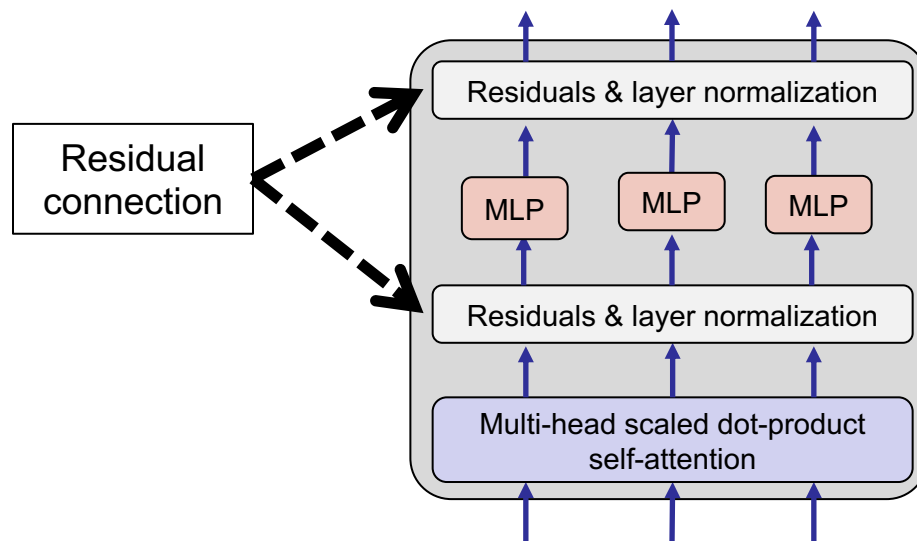 Residuals & layer normalization
Residual
connection
MLP
MLP
MLP
Residuals & layer normalization
Multi-head scaled dot-product
self-attention